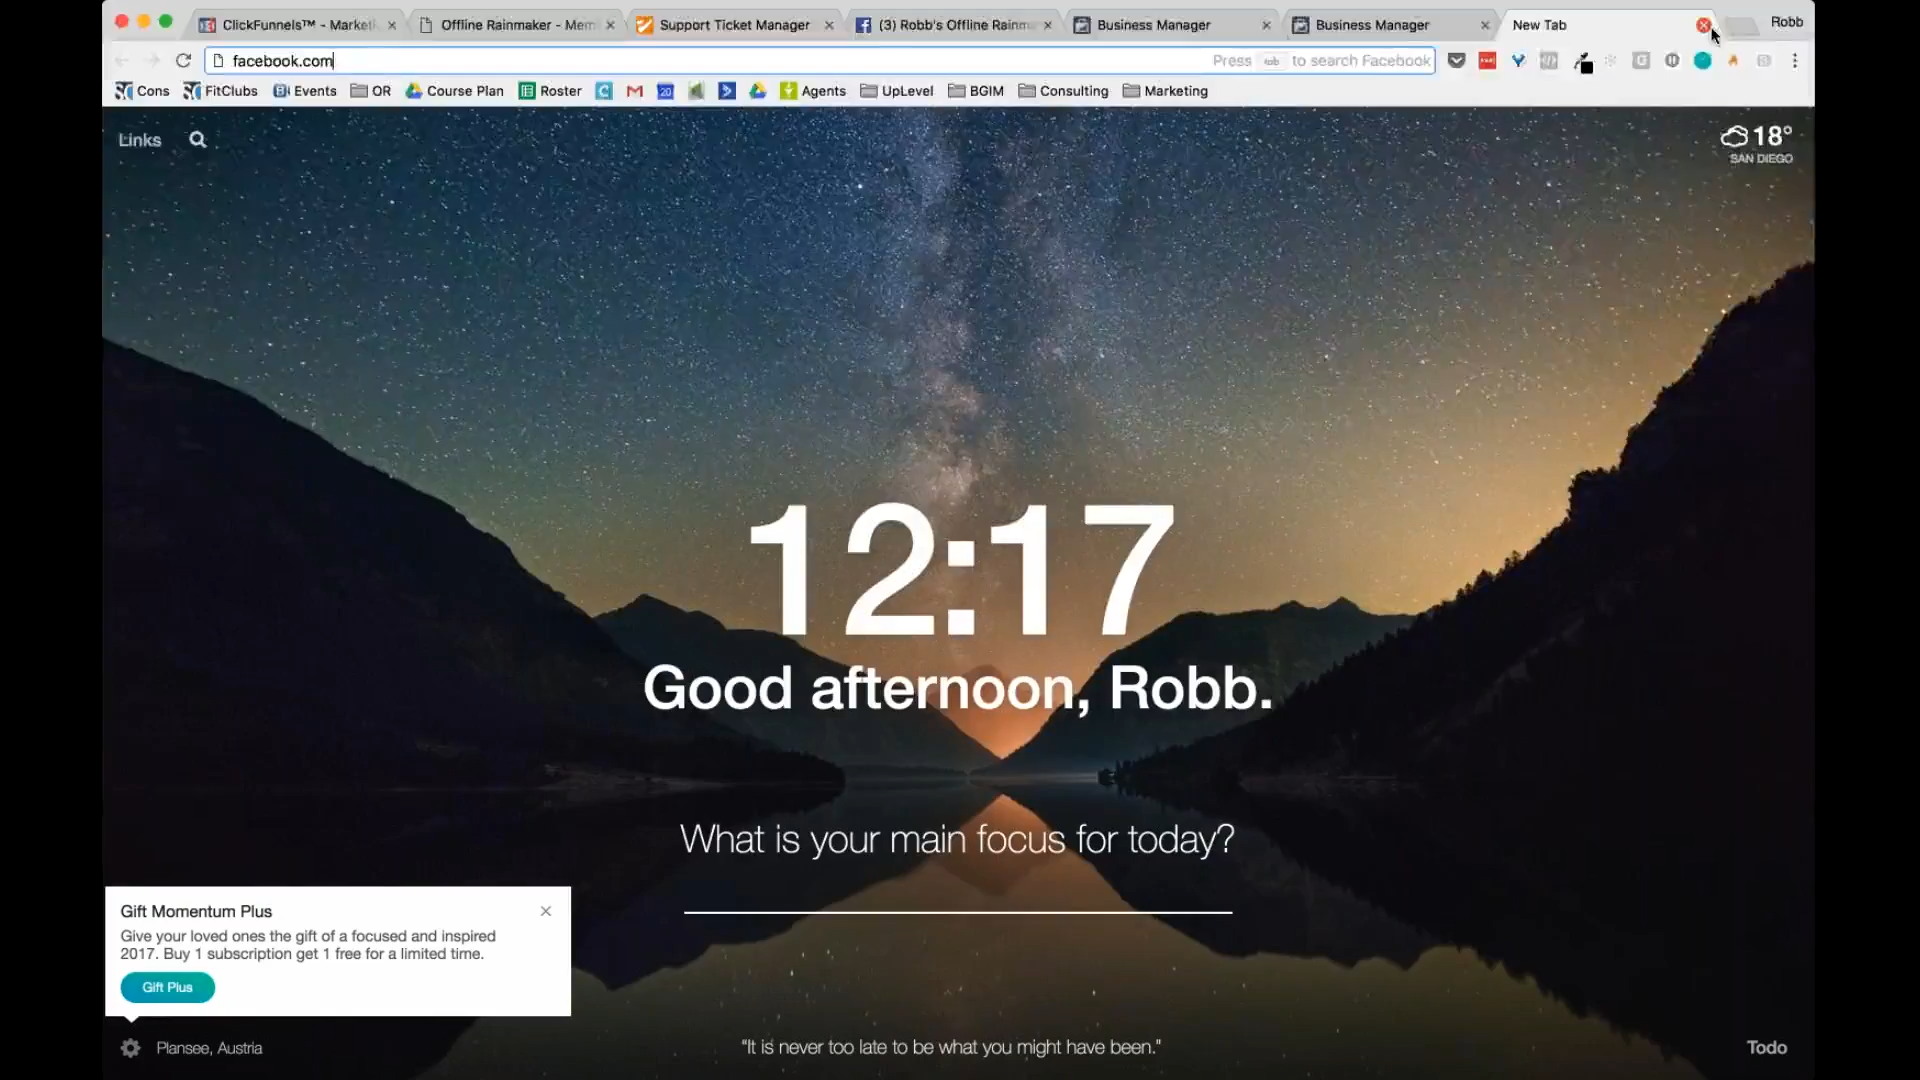 ClickFunnels™ - Marketi
Offline Rainmaker - Mem
Support Ticket Manager
(3) Robb's Offline Rainma
Business Manager
Business Manager
New Tab
Robb
facebook.com
Press tab to search Facebook
Cons
FitClubs
Events
OR
Course Plan
Roster
20
Agents
UpLevel
BGIM
Consulting
Marketing
Links
18°
SAN DIEGO
12:17
Good afternoon, Robb.
What is your main focus for today?
Gift Momentum Plus
Give your loved ones the gift of a focused and inspired
2017. Buy 1 subscription get 1 free for a limited time.
Gift Plus
Plansee, Austria
"It is never too late to be what you might have been."
Todo